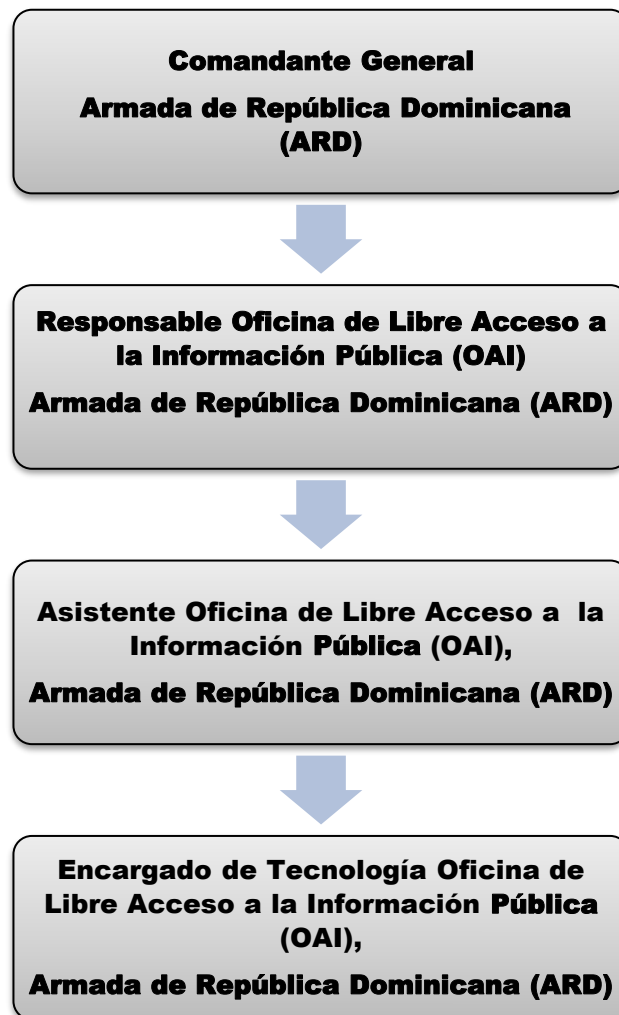 Comandante General
Armada de República Dominicana
(ARD)
Responsable Oficina de Libre Acceso a
la Información Pública (OAI)
Armada de República Dominicana (ARD)
Asistente Oficina de Libre Acceso a  la
Información Pública (OAI),
Armada de República Dominicana (ARD)
Encargado de Tecnología Oficina de
Libre Acceso a la Información Pública
(OAI),
Armada de República Dominicana (ARD)